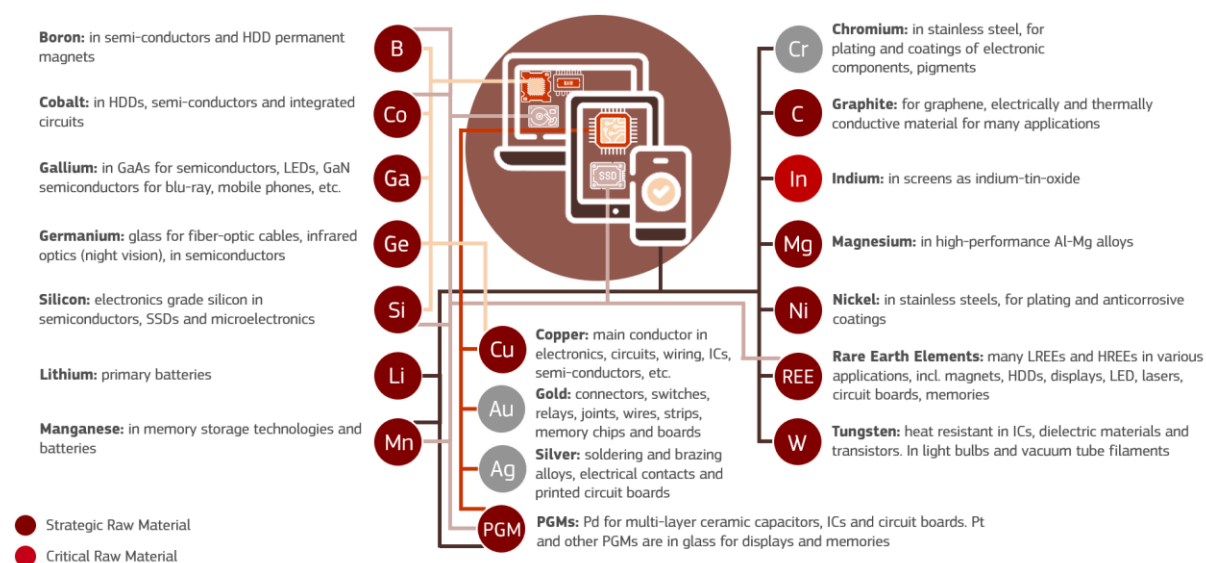 Boron: in semi-conductors and HDD permanent
magnets
B
Cobalt: in HDDs, semi-conductors and integrated
circuits
Co
Gallium: in GaAs for semiconductors, LEDs, GaN
semiconductors for blu-ray, mobile phones, etc.
Ga
Germanium: glass for fiber-optic cables, infrared
optics (night vision), in semiconductors
Ge
Silicon: electronics grade silicon in
semiconductors, SSDs and microelectronics
Si
Lithium: primary batteries
Li
Manganese: in memory storage technologies and
batteries
Mn
SSD
Copper: main conductor in
electronics, circuits, wiring, ICs,
semi-conductors, etc.
Cu
Gold: connectors, switches,
relays, joints, wires, strips,
memory chips and boards
Au
Silver: soldering and brazing
alloys, electrical contacts and
printed circuit boards
Ag
PGMs: Pd for multi-layer ceramic capacitors, ICs and circuit boards. Pt
and other PGMs are in glass for displays and memories
PGM
Cr
Chromium: in stainless steel, for
plating and coatings of electronic
components, pigments
C
Graphite: for graphene, electrically and thermally
conductive material for many applications
In
Indium: in screens as indium-tin-oxide
Mg
Magnesium: in high-performance Al-Mg alloys
Ni
Nickel: in stainless steels, for plating and anticorrosive
coatings
REE
Rare Earth Elements: many LREEs and HREEs in various
applications, incl. magnets, HDDs, displays, LED, lasers,
circuit boards, memories
W
Tungsten: heat resistant in ICs, dielectric materials and
transistors. In light bulbs and vacuum tube filaments
Strategic Raw Material
Critical Raw Material